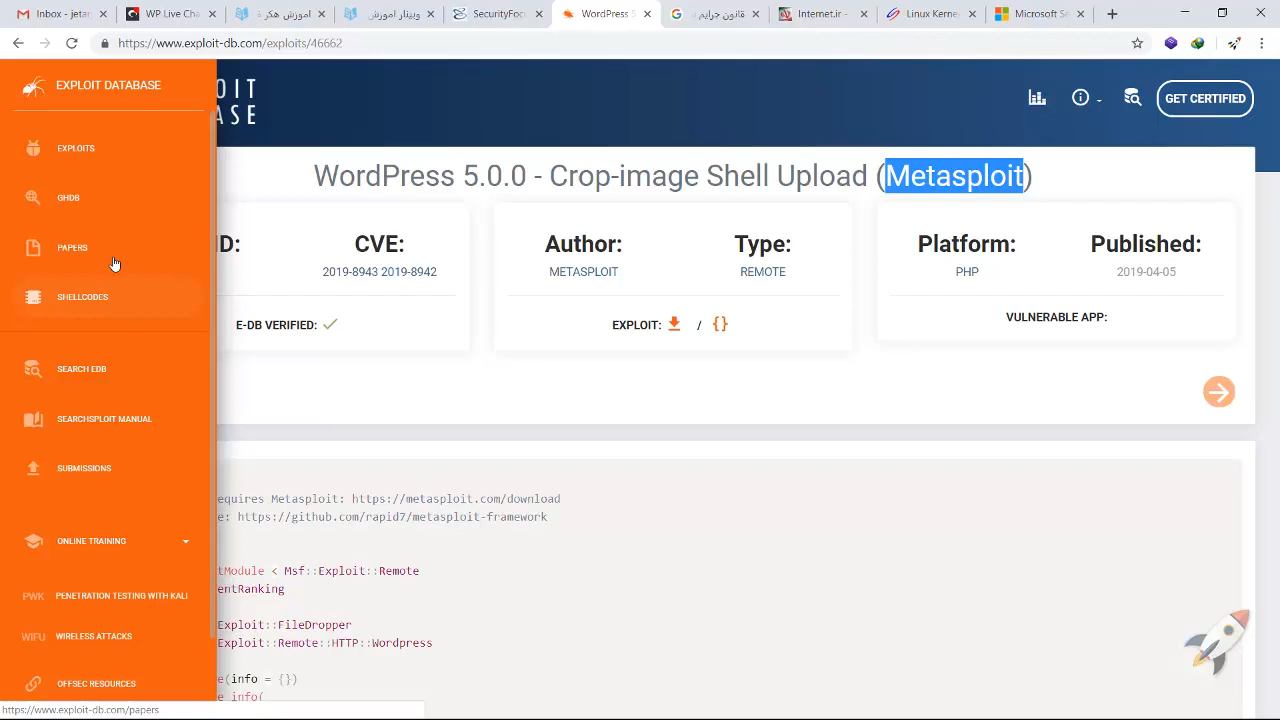 Inbox - jetan
WP Live Cha
آموزش هکر ق
وبینار آموزش
SecurityFoc
WordPress 5
قانون جرایم
Internet
Linux Kerne
Microsoft Se
https://www.exploit-db.com/exploits/46662
EXPLOIT DATABASE
OIT
ASE
GET CERTIFIED
EXPLOITS
GHDB
PAPERS
SHELLCODES
SEARCH EDB
SEARCHSPLOIT MANUAL
SUBMISSIONS
ONLINE TRAINING
PWK PENETRATION TESTING WITH KALI
WIFU WIRELESS ATTACKS
OFFSEC RESOURCES
WordPress 5.0.0 - Crop-image Shell Upload (Metasploit)
ID:
CVE:
2019-8943 2019-8942
E-DB VERIFIED:
Author:
METASPLOIT
Type:
REMOTE
EXPLOIT: / {}
Platform:
PHP
Published:
2019-04-05
VULNERABLE APP:
equires Metasploit: https://metasploit.com/download
e: https://github.com/rapid7/metasploit-framework
tModule < Msf::Exploit::Remote
entRanking
Exploit::FileDropper
Exploit::Remote::HTTP::Wordpress
e(info = {})
e_info(
https://www.exploit-db.com/papers